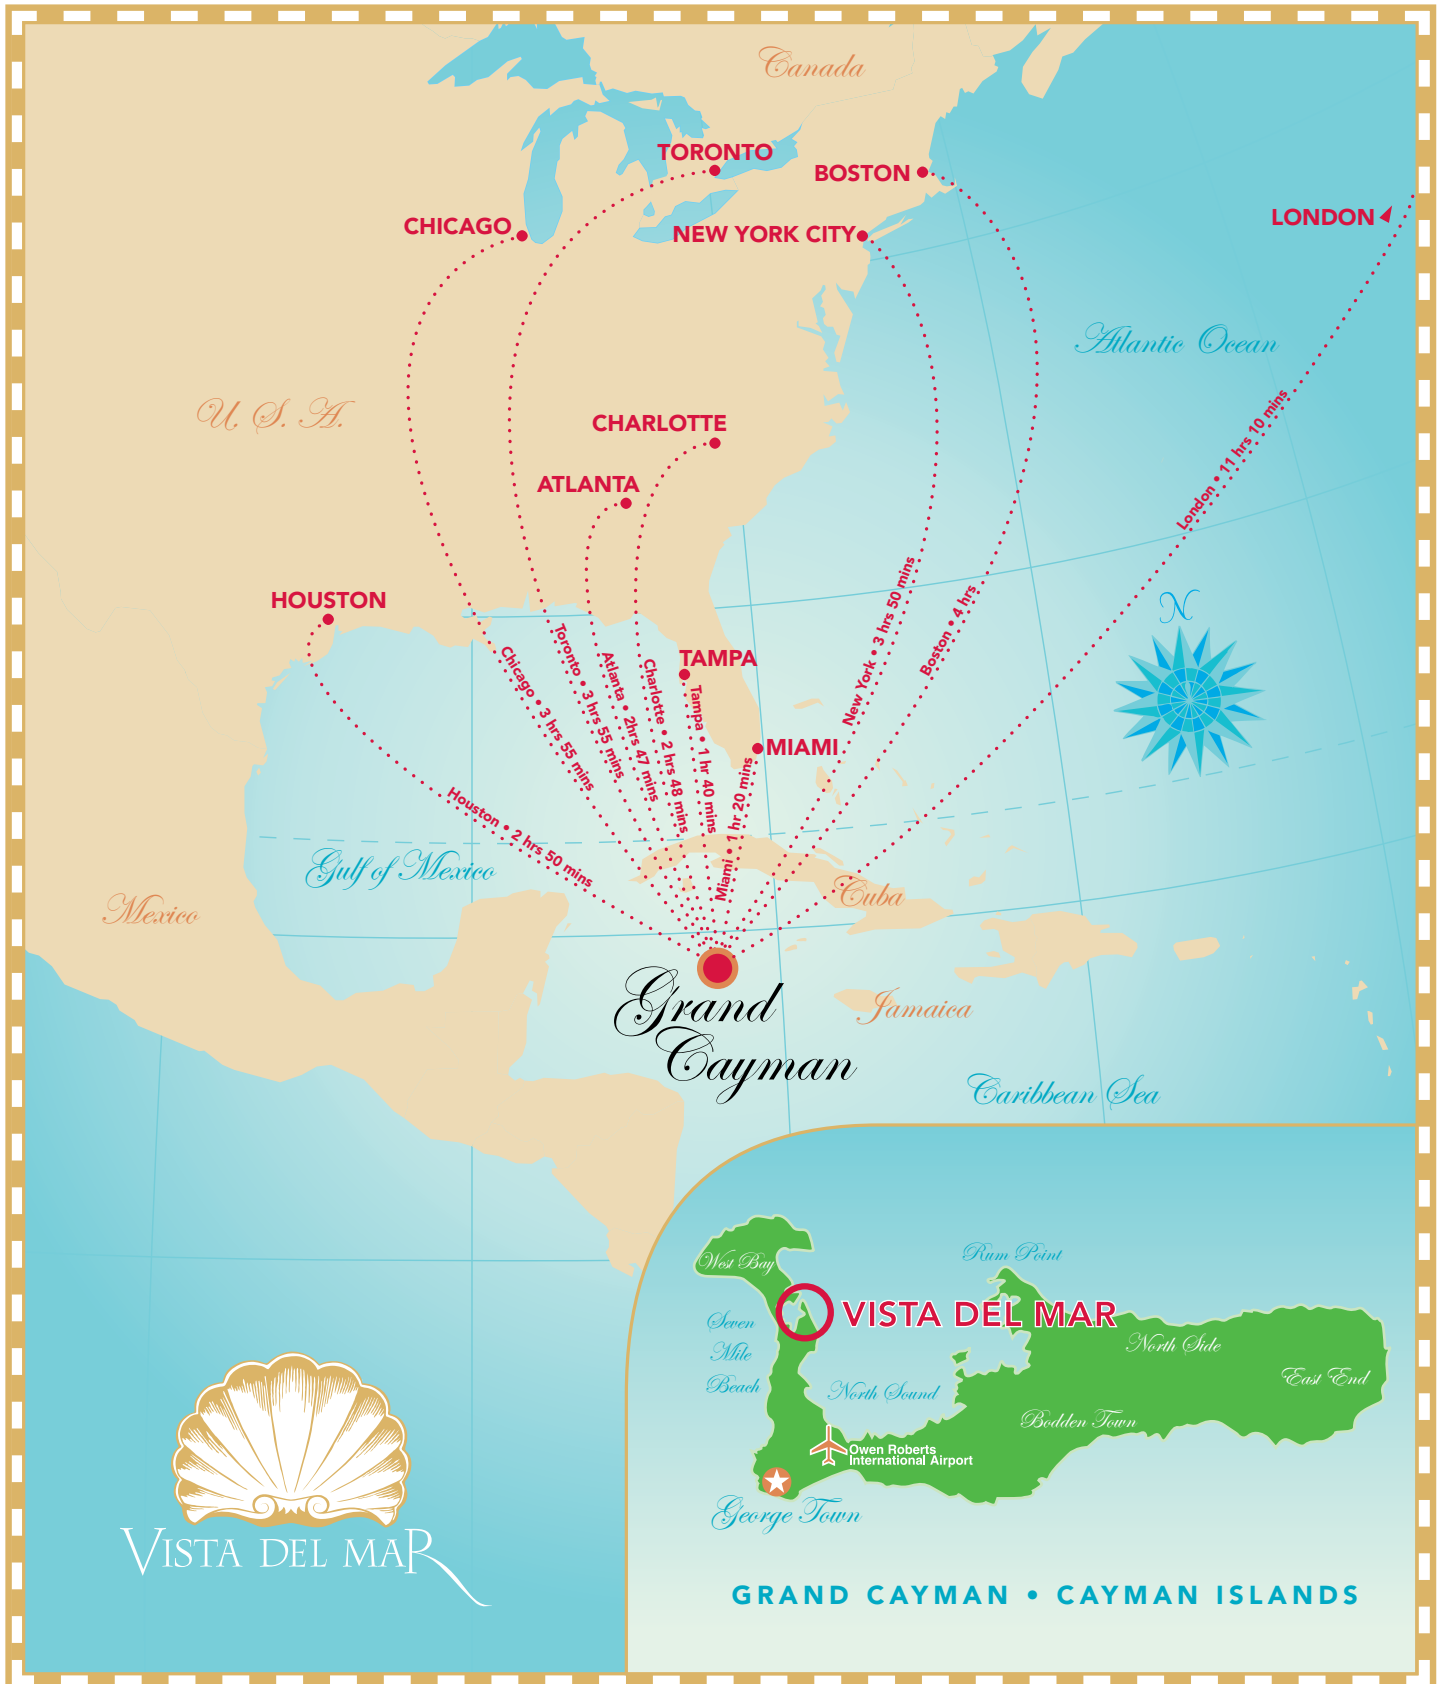 Canada
TORONTO
BOSTON
CHICAGO
NEW YORK CITY
LONDON
Atlantic Ocean
U. S. A.
CHARLOTTE
ATLANTA
London • 11 hrs 10 mins
HOUSTON
N
TAMPA
MIAMI
Houston • 2 hrs 50 mins
Chicago • 3 hrs 55 mins
Toronto • 3 hrs 55 mins
Atlanta • 2hrs 47 mins
Charlotte • 2 hrs 48 mins
Tampa • 1 hr 40 mins
Miami • 1 hr 20 mins
New York • 3 hrs 50 mins
Boston • 4 hrs
Gulf of Mexico
Mexico
Cuba
Grand
Cayman
Jamaica
Caribbean Sea
West Bay
Rum Point
VISTA DEL MAR
Seven
Mile
Beach
North Side
East End
North Sound
Bodden Town
Owen Roberts
International Airport
George Town
GRAND CAYMAN • CAYMAN ISLANDS
VISTA DEL MAR